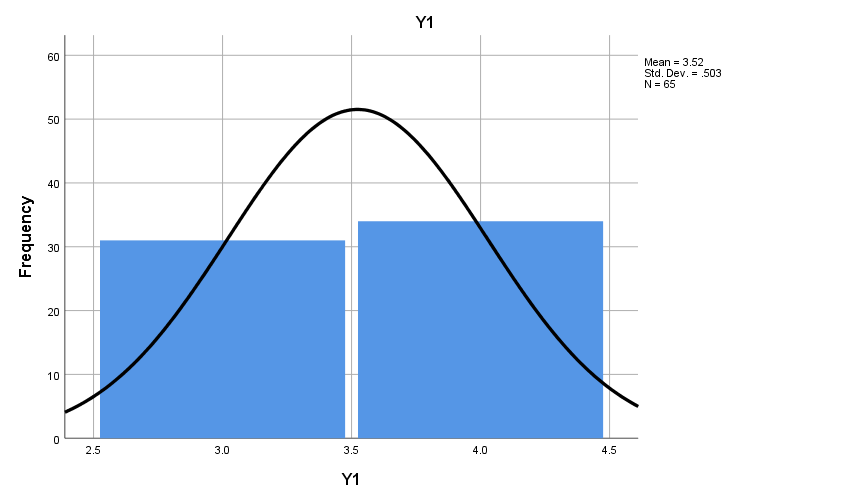 Y1
Mean = 3.52
Std. Dev. = .503
N = 65
Frequency
60
50
40
30
20
10
0
2.5 3.0 3.5 4.0 4.5
Y1